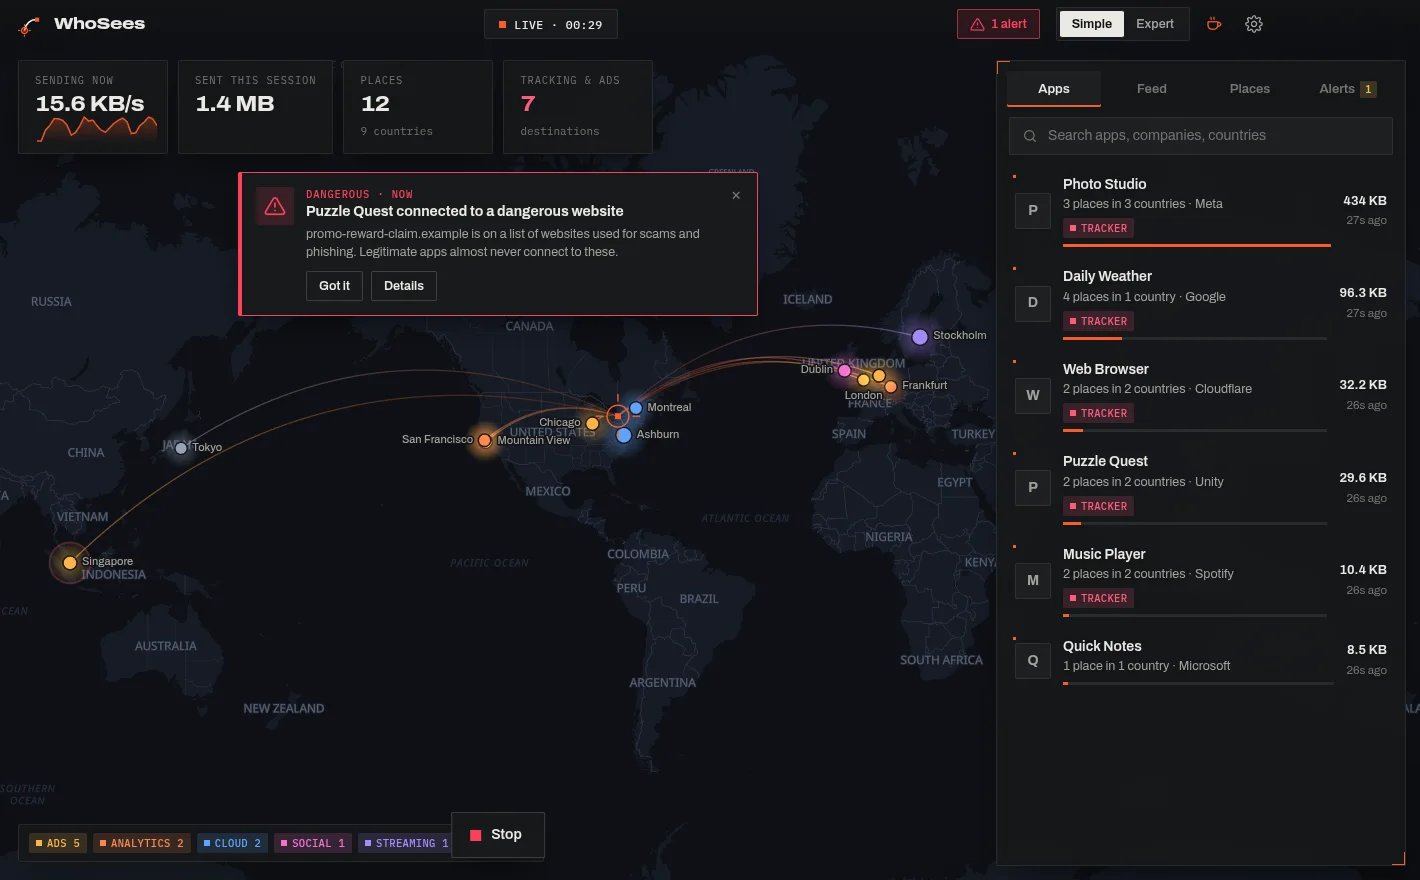 WhoSees
LIVE · 00:29
1 alert
Simple
Expert
SENDING NOW
15.6 KB/s
SENT THIS SESSION
1.4 MB
PLACES
12
9 countries
TRACKING & ADS
7
destinations
DANGEROUS · NOW
Puzzle Quest connected to a dangerous website
promo-reward-claim.example is on a list of websites used for scams and
phishing. Legitimate apps almost never connect to these.
Got it
Details
Apps
Feed
Places
Alerts 1
Search apps, companies, countries
Photo Studio
434 KB
P
3 places in 3 countries · Meta
27s ago
TRACKER
Daily Weather
96.3 KB
D
4 places in 1 country · Google
27s ago
TRACKER
Web Browser
32.2 KB
W
2 places in 2 countries · Cloudflare
26s ago
TRACKER
Puzzle Quest
29.6 KB
P
2 places in 2 countries · Unity
26s ago
TRACKER
Music Player
10.4 KB
M
2 places in 2 countries · Spotify
26s ago
TRACKER
Quick Notes
8.5 KB
Q
1 place in 1 country · Microsoft
26s ago
RUSSIA
ICELAND
CANADA
Stockholm
UNITED KINGDOM
Dublin
Frankfurt
London
FRANCE
Montreal
Chicago
UNITED STATES
Ashburn
San Francisco
Mountain View
SPAIN
TURKEY
Tokyo
CHINA
EGYPT
MEXICO
VIETNAM
ATLANTIC OCEAN
NIGERIA
COLOMBIA
PACIFIC OCEAN
KENY
Singapore
INDONESIA
PERU
BRAZIL
CEAN
AUSTRALIA
SOUTH AFRICA
ARGENTINA
NEW ZEALAND
SOUTHERN
OCEAN
ADS 5
ANALYTICS 2
CLOUD 2
SOCIAL 1
STREAMING 1
Stop